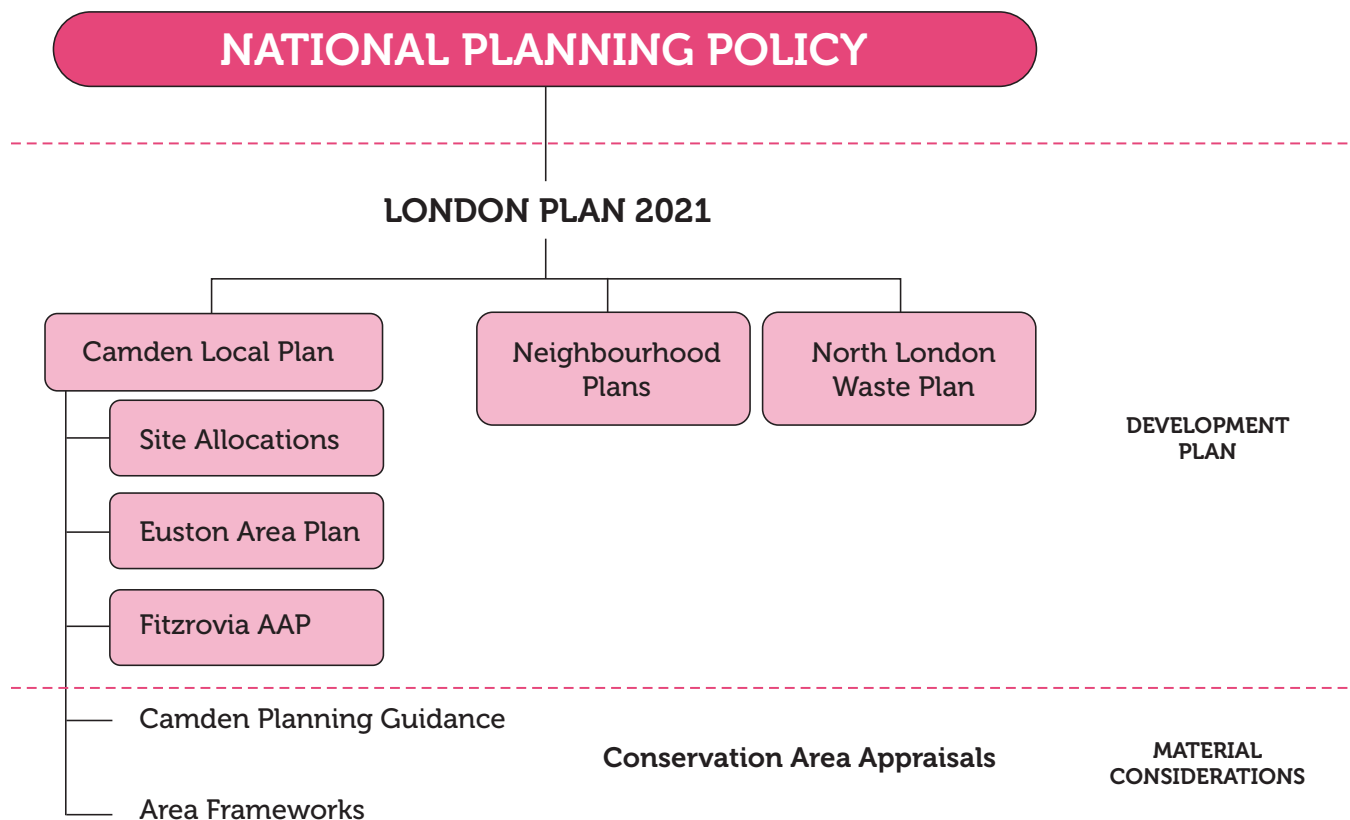 NATIONAL PLANNING POLICY
LONDON PLAN 2021
Camden Local Plan
Neighbourhood
Plans
North London
Waste Plan
Site Allocations
Euston Area Plan
Fitzrovia AAP
DEVELOPMENT
PLAN
Camden Planning Guidance
Area Frameworks
Conservation Area Appraisals
MATERIAL
CONSIDERATIONS